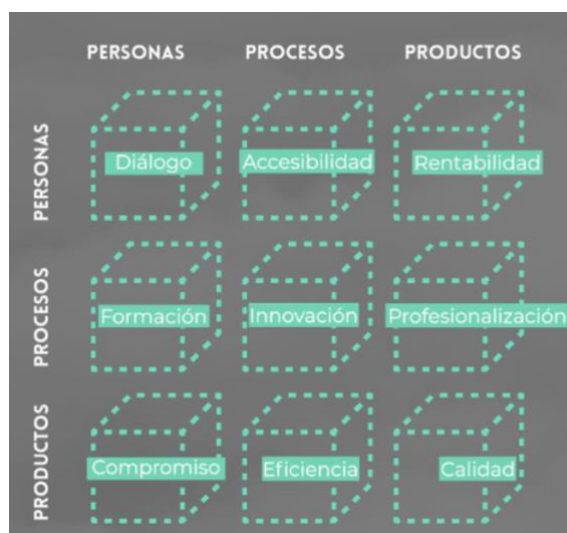 PERSONAS PROCESOS PRODUCTOS
PERSONAS
Diálogo Accesibilidad Rentabilidad
PROCESOS
Formación Innovación Profesionalización
PRODUCTOS
Compromiso Eficiencia Calidad